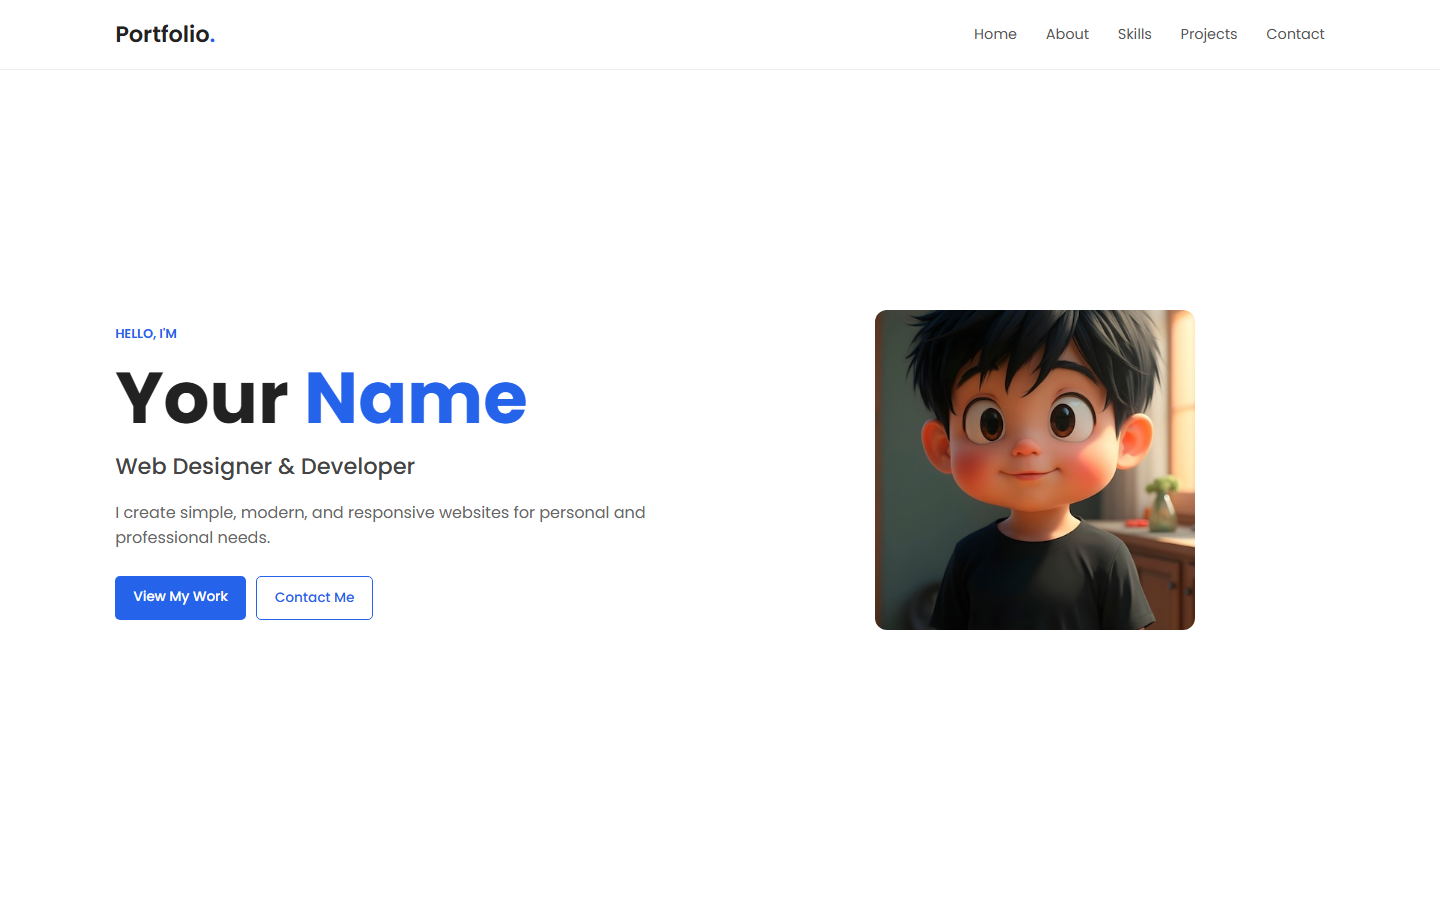 Portfolio.
Home About Skills Projects Contact
HELLO, I'M
Your Name
Web Designer & Developer
I create simple, modern, and responsive websites for personal and
professional needs.
View My Work
Contact Me